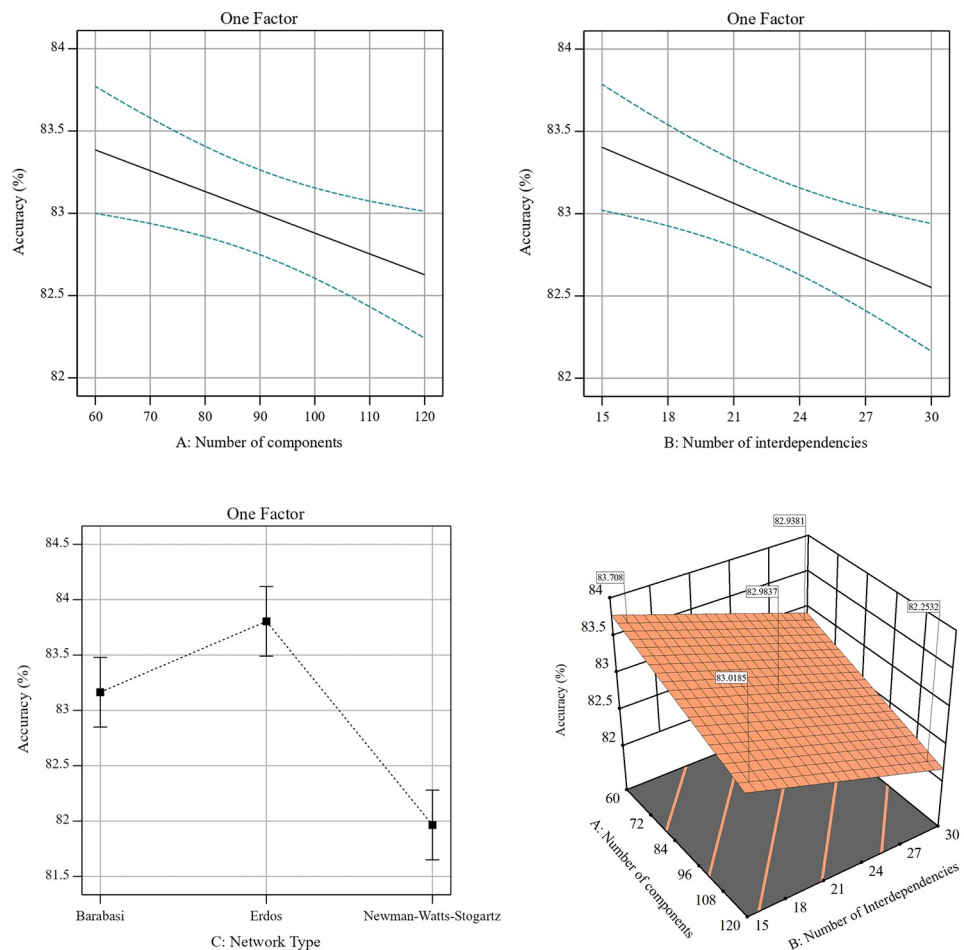 One Factor
84
83.5
83
82.5
82
Accuracy (%)
60 70 80 90 100 110 120
A: Number of components
One Factor
84
83.5
83
82.5
82
Accuracy (%)
15 18 21 24 27 30
B: Number of interdependencies
One Factor
84.5
84
83.5
83
82.5
82
81.5
Accuracy (%)
Barabasi Erdos Newman-Watts-Stogartz
C: Network Type
82.9381
83.708
82.9837
82.2532
83.0185
84
83.5
83
82.5
82
Accuracy (%)
60
72
84
96
108
120
A: Number of components
15
18
21
24
27
30
B: Number of Interdependencies